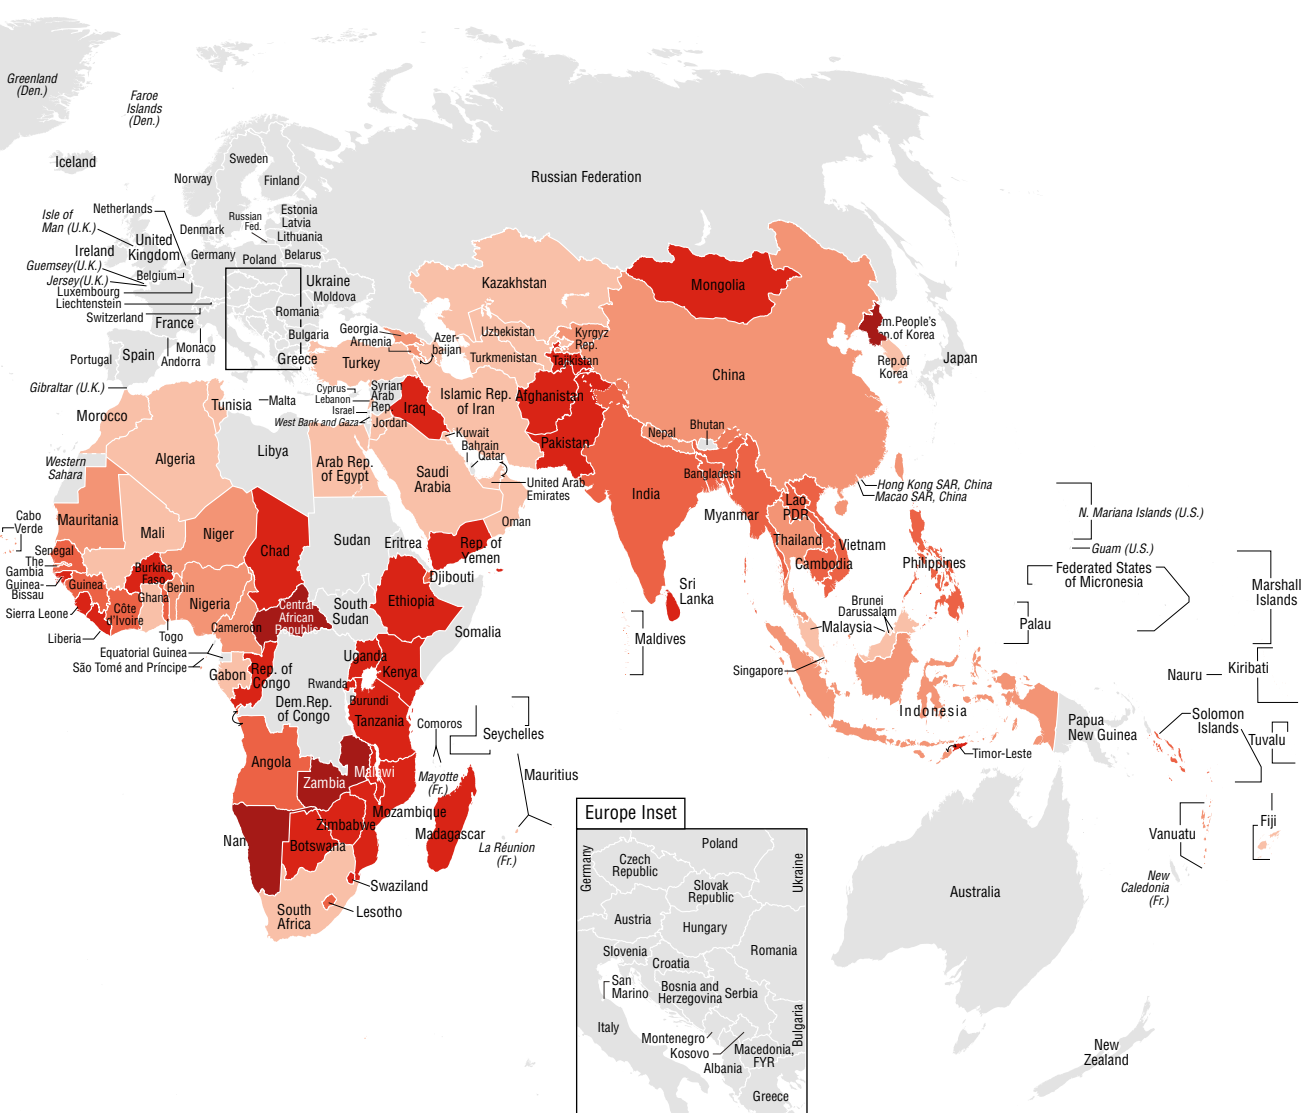 Greenland
(Den.)
Faroe
Islands
(Den.)
Iceland
Sweden
Norway
Finland
Russian Federation
Isle of
Man (U.K.)
Netherlands
Russian
Fed.
Estonia
Latvia
Lithuania
Denmark
United
Kingdom
Ireland
Germany
Poland
Belarus
Guernsey(U.K.)
Jersey(U.K.)
Belgium
Luxembourg
Liechtenstein
Switzerland
France
Ukraine
Moldova
Romania
Bulgaria
Greece
Portugal
Spain
Monaco
Andorra
Gibraltar (U.K.)
Georgia
Armenia
Azer-
baijan
Turkey
Kazakhstan
Uzbekistan
Turkmenistan
Kyrgyz
Rep.
Tajikistan
Mongolia
m.People's
p.of Korea
Rep.of
Korea
Japan
China
Morocco
Tunisia
Malta
Cyprus
Lebanon
Israel
West Bank and Gaza
Syrian
Arab
Rep.
Jordan
Iraq
Islamic Rep.
of Iran
Afghanistan
Pakistan
Kuwait
Bahrain
Qatar
Nepal
Bhutan
Bangladesh
India
Myanmar
Western
Sahara
Algeria
Libya
Arab Rep.
of Egypt
Saudi
Arabia
United Arab
Emirates
Oman
Rep. of
Yemen
Hong Kong SAR, China
Macao SAR, China
Lao
PDR
Thailand
Vietnam
Cambodia
Philippines
N. Mariana Islands (U.S.)
Guam (U.S.)
Federated States
of Micronesia
Marshall
Islands
Palau
Cabo
Verde
Mauritania
Mali
Niger
Chad
Sudan
Eritrea
Djibouti
Senegal
The
Gambia
Guinea-
Bissau
Guinea
Sierra Leone
Liberia
Burkina
Faso
Côte
d'Ivoire
Ghana
Benin
Togo
Nigeria
Cameroon
Central
African
Republic
South
Sudan
Ethiopia
Somalia
Equatorial Guinea
São Tomé and Príncipe
Gabon
Rep. of
Congo
Dem.Rep.
of Congo
Uganda
Kenya
Rwanda
Burundi
Tanzania
Sri
Lanka
Maldives
Brunei
Darussalam
Malaysia
Singapore
Indonesia
Timor-Leste
Papua
New Guinea
Nauru
Kiribati
Solomon
Islands
Tuvalu
Comoros
Seychelles
Mayotte
(Fr.)
Mauritius
La Réunion
(Fr.)
Angola
Zambia
Malawi
Mozambique
Madagascar
Zimbabwe
Botswana
Nan
Swaziland
Lesotho
South
Africa
Vanuatu
Fiji
New
Caledonia
(Fr.)
Australia
New
Zealand
Europe Inset
Germany
Poland
Czech
Republic
Ukraine
Slovak
Republic
Austria
Hungary
Romania
Slovenia
Croatia
San
Marino
Bosnia and
Herzegovina
Serbia
Italy
Bulgaria
Montenegro
Kosovo
Macedonia,
FYR
Albania
Greece